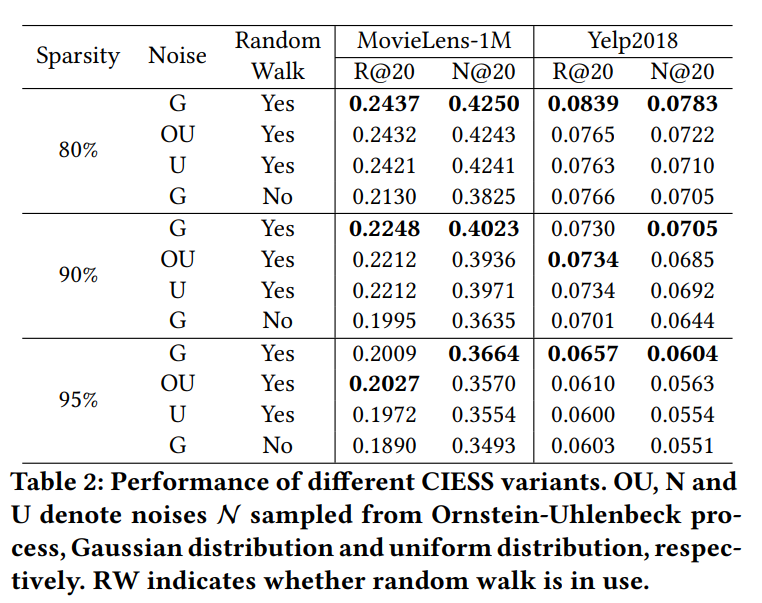 Sparsity Noise Random Walk MovieLens-1M Yelp2018
R@20 N@20 R@20 N@20
80% G Yes 0.2437 0.4250 0.0839 0.0783
OU Yes 0.2432 0.4243 0.0765 0.0722
U Yes 0.2421 0.4241 0.0763 0.0710
G No 0.2130 0.3825 0.0766 0.0705
90% G Yes 0.2248 0.4023 0.0730 0.0705
OU Yes 0.2212 0.3936 0.0734 0.0685
U Yes 0.2212 0.3971 0.0734 0.0692
G No 0.1995 0.3635 0.0701 0.0644
95% G Yes 0.2009 0.3664 0.0657 0.0604
OU Yes 0.2027 0.3570 0.0610 0.0563
U Yes 0.1972 0.3554 0.0600 0.0554
G No 0.1890 0.3493 0.0603 0.0551
Table 2: Performance of different CIESS variants. OU, N and
U denote noises 𝒩 sampled from Ornstein-Uhlenbeck pro-
cess, Gaussian distribution and uniform distribution, respec-
tively. RW indicates whether random walk is in use.